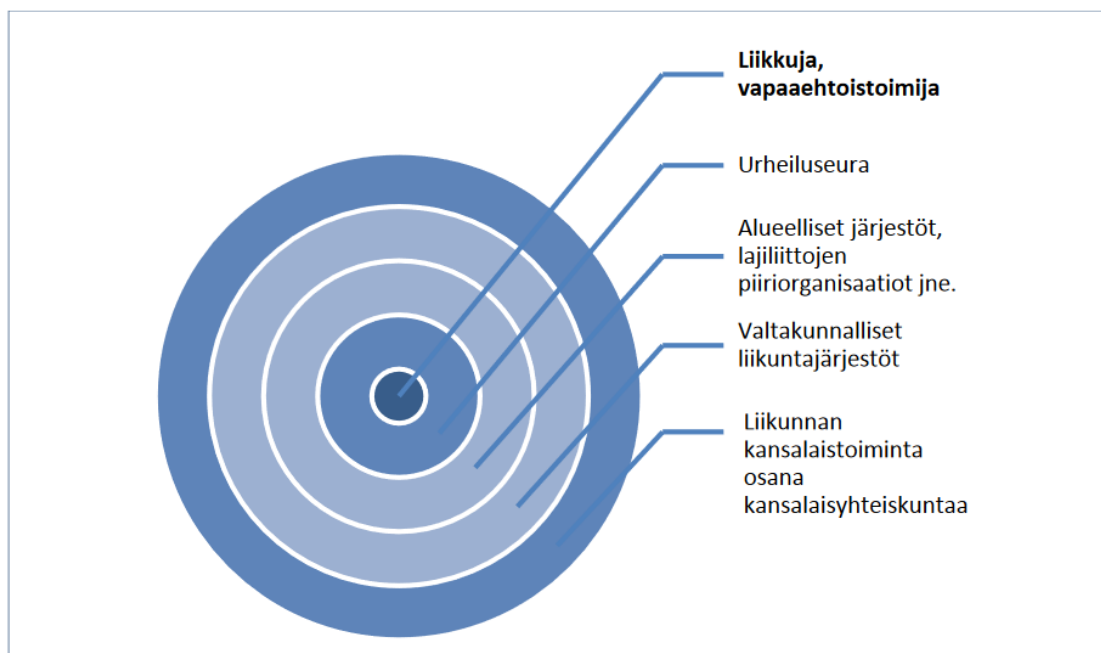 Liikkuja,
vapaaehtoistoimija
Urheiluseura
Alueelliset järjestöt,
lajiliittojen
piiriorganisaatiot jne.
Valtakunnalliset
liikuntajärjestöt
Liikunnan
kansalaistoiminta
osana
kansalaisyhteiskuntaa